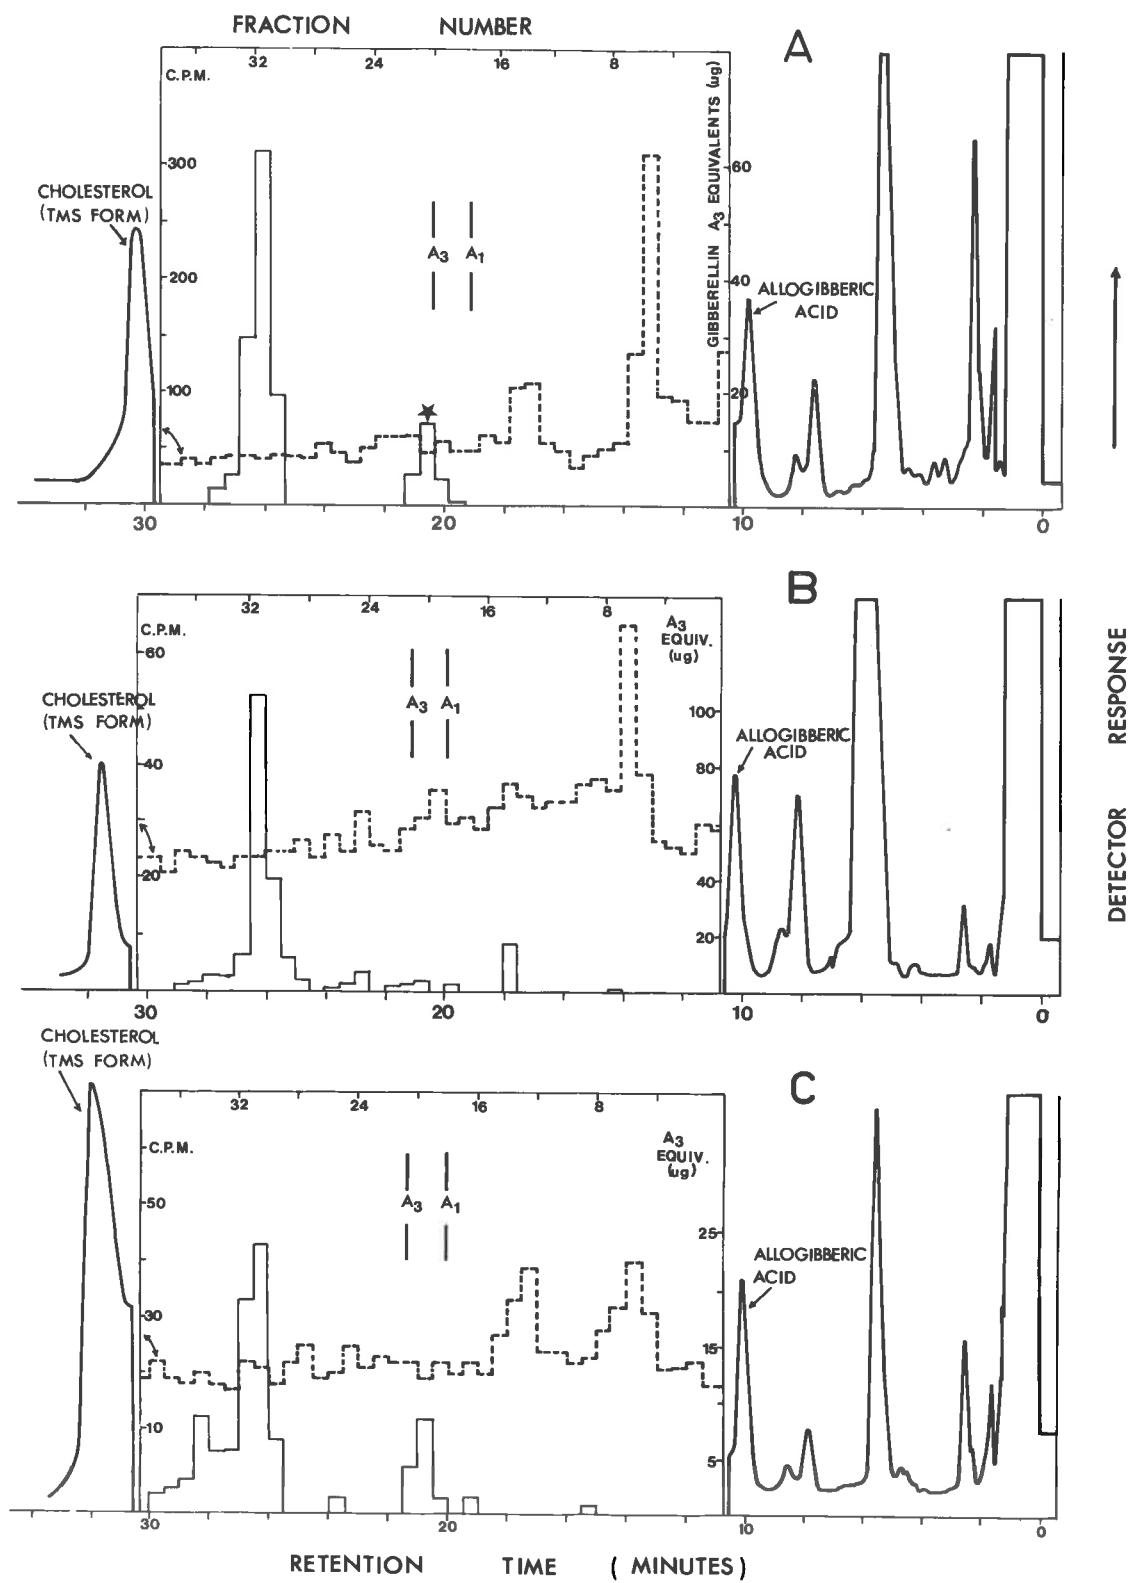 FRACTION NUMBER
A
32 24 16 8
C.P.M.
GIBBERELLIN A3 EQUIVALENTS (ug)
300
60
CHOLESTEROL
(TMS FORM)
A3 A1
200
40
ALLOGIBBERIC
ACID
100
20
30 20 10 0
B
32 24 16 8
C.P.M.
A3
EQUIV.
(ug)
60
CHOLESTEROL
(TMS FORM)
A3 A1
100
ALLOGIBBERIC
ACID
40
80
20
40
20
30 20 10 0
DETECTOR RESPONSE
CHOLESTEROL
(TMS FORM)
C
32 24 16 8
C.P.M.
A3
EQUIV.
(ug)
50
A3 A1
25
ALLOGIBBERIC
ACID
30
15
10
5
30 20 10 0
RETENTION TIME (MINUTES)